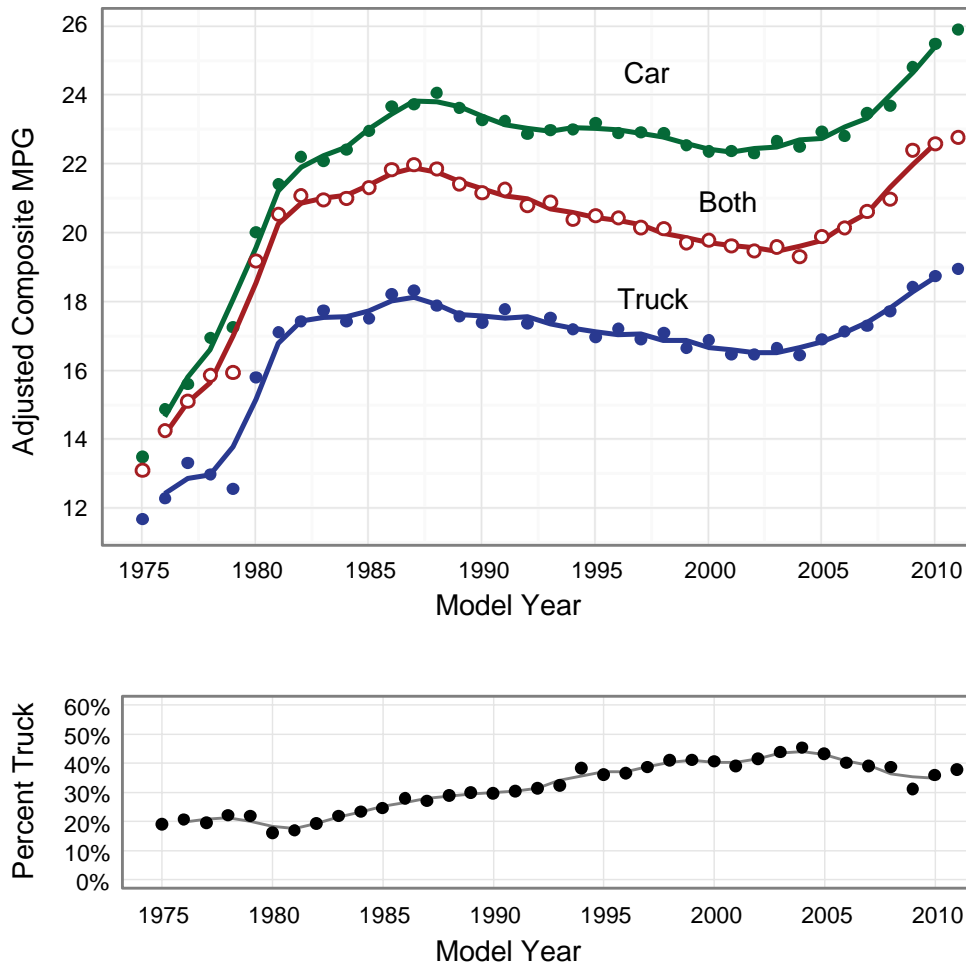 Adjusted Composite MPG
26
24
22
20
18
16
14
12
Car
Both
Truck
1975 1980 1985 1990 1995 2000 2005 2010
Model Year
Percent Truck
60%
50%
40%
30%
20%
10%
0%
1975 1980 1985 1990 1995 2000 2005 2010
Model Year